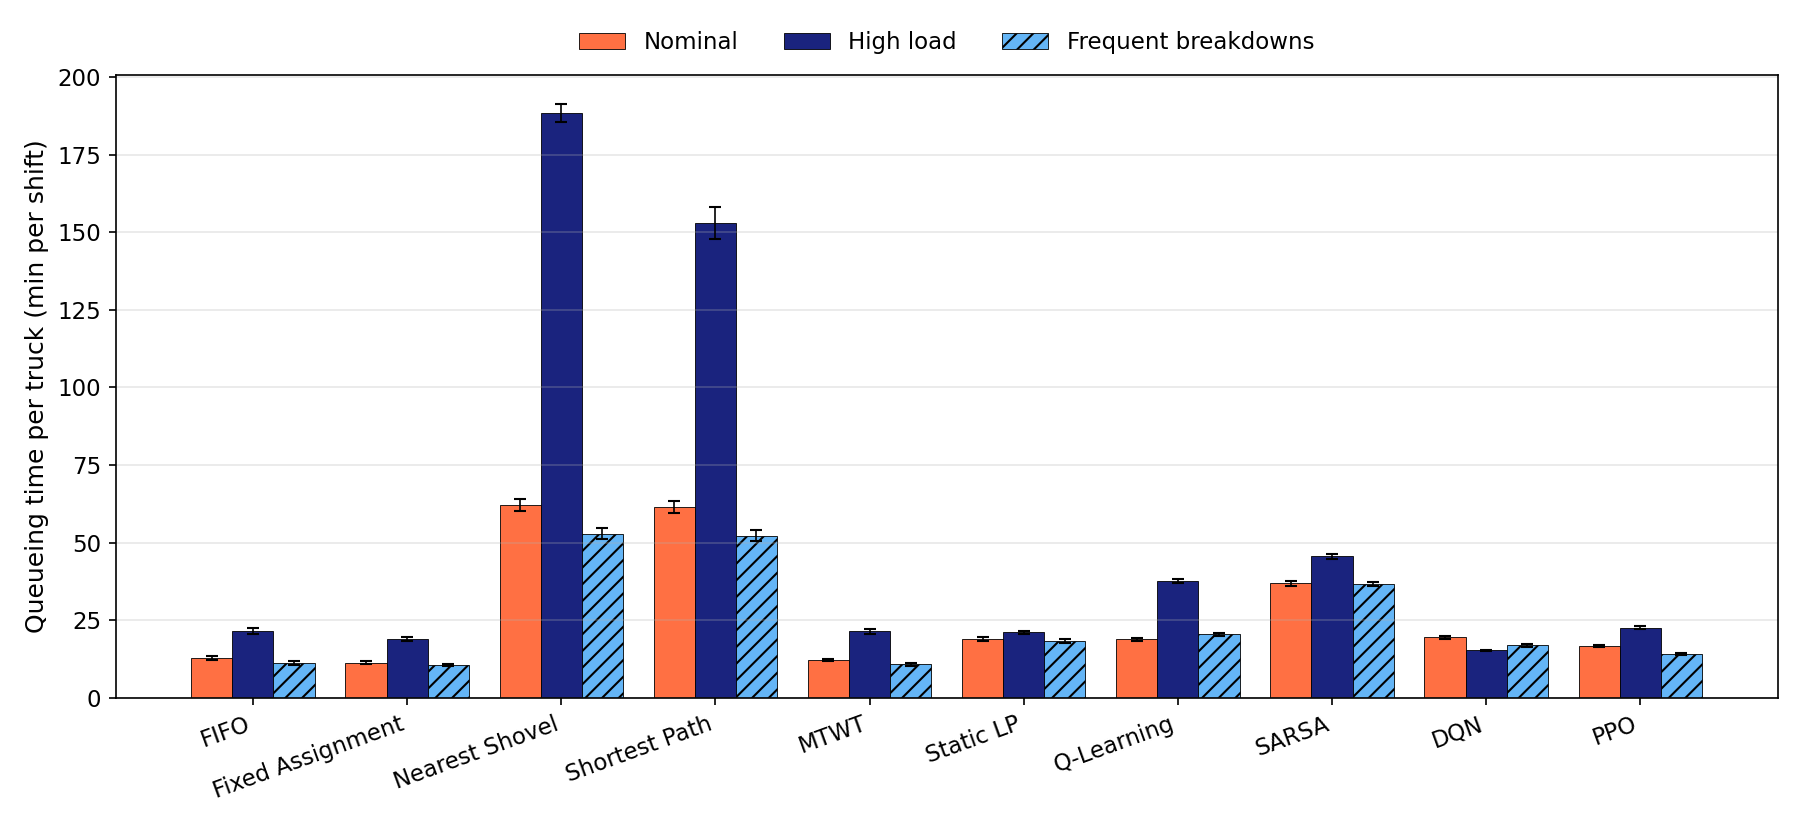 Nominal
High load
Frequent breakdowns
Queueing time per truck (min per shift)
200
175
150
125
100
75
50
25
0
FIFO
Fixed Assignment
Nearest Shovel
Shortest Path
MTWT
Static LP
Q-Learning
SARSA
DQN
PPO